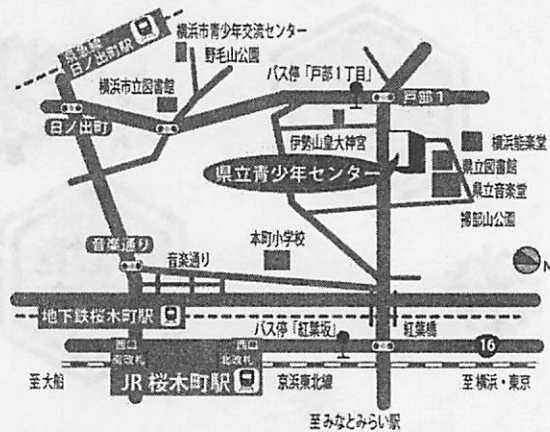 京急線
日ノ出町駅
横浜市青少年交流センター
野毛山公園
横浜市立図書館
バス停「戸部1丁目」
日ノ出町
戸部1
伊勢山皇大神宮
横浜能楽堂
県立図書館
県立青少年センター
県立音楽堂
掃部山公園
音楽通り
音楽通り
本町小学校
N
地下鉄桜木町駅
バス停「紅葉坂」
紅葉橋
16
西口
南改札
西口
北改札
JR 桜木町駅
至大船
京浜東北線
至横浜・東京
至みなとみらい駅